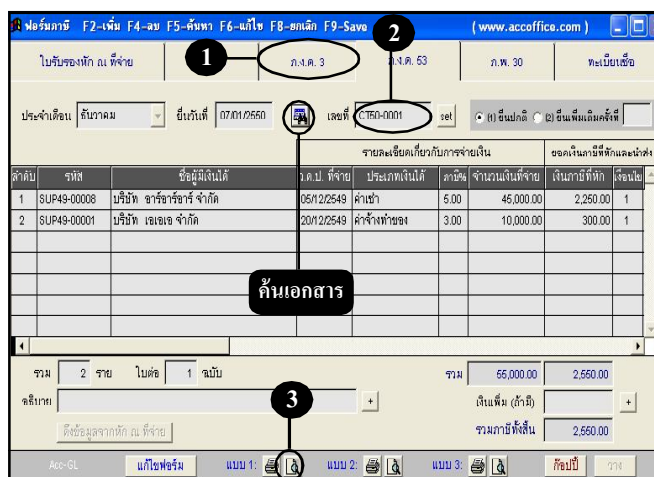 ฟอร์มภาษี F2-เพิ่ม F4-ลบ F5-ค้นหา F6-แก้ไข F8-ยกเลิก F9-Save (www.accoffice.com)
1 2
ใบรับรองหัก ณ ที่จ่าย ภ.ง.ด. 3 ภ.ง.ด. 53 ภ.พ. 30 ทะเบียนเชื่อ
ประจำเดือน ธันวาคม ยื่นวันที่ 07/01/2550 เลขที่ CT50-0001 set (1) ยื่นปกติ (2) ยื่นเพิ่มเติมครั้งที่
รายละเอียดเกี่ยวกับการจ่ายเงิน ยอดเงินภาษีที่หักและนำส่ง
ลำดับ รหัส ชื่อผู้มีเงินได้ ว.ด.ป. ที่จ่าย ประเภทเงินได้ ภาษี% จำนวนเงินที่จ่าย เงินภาษีที่หัก เงื่อนไข
1 SUP49-00008 บริษัท อาร์อาร์อาร์ จำกัด 05/12/2549 ค่าเช่า 5.00 45,000.00 2,250.00 1
2 SUP49-00001 บริษัท เอเอเอ จำกัด 20/12/2549 ค่าจ้างทำของ 3.00 10,000.00 300.00 1
ค้นเอกสาร
รวม 2 ราย ใบต่อ 1 ฉบับ รวม 55,000.00 2,550.00
อธิบาย + เงินเพิ่ม (ถ้ามี) +
3
ดึงข้อมูลจากหัก ณ ที่จ่าย รวมภาษีทั้งสิ้น 2,550.00
Acc-GL แก้ไขฟอร์ม แบบ 1: แบบ 2: แบบ 3: ก๊อปปี้ วาง